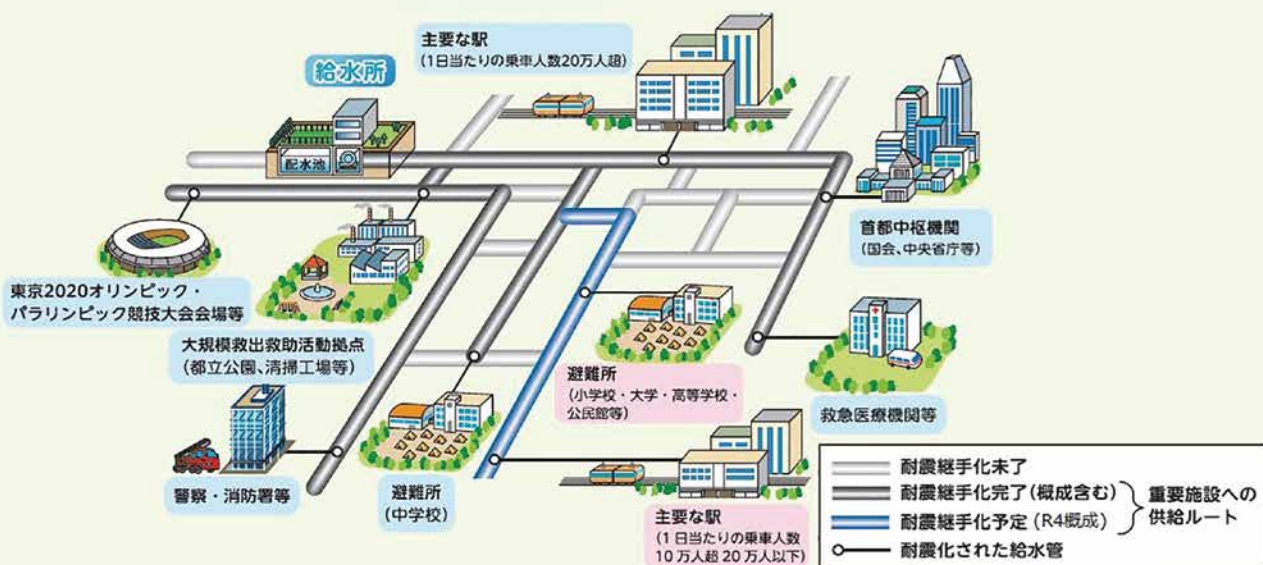 主要な駅
(1日当たりの乗車人数20万人超)
給水所
配水池
首都中枢機関
(国会、中央省庁等)
東京2020オリンピック・
パラリンピック競技大会会場等
大規模救出救助活動拠点
(都立公園、清掃工場等)
避難所
(小学校・大学・高等学校・
公民館等)
救急医療機関等
警察・消防署等
避難所
(中学校)
主要な駅
(1日当たりの乗車人数
10万人超20万人以下)
耐震継手化未了
耐震継手化完了(概成含む)
耐震継手化予定(R4概成)
重要施設への
供給ルート
耐震化された給水管